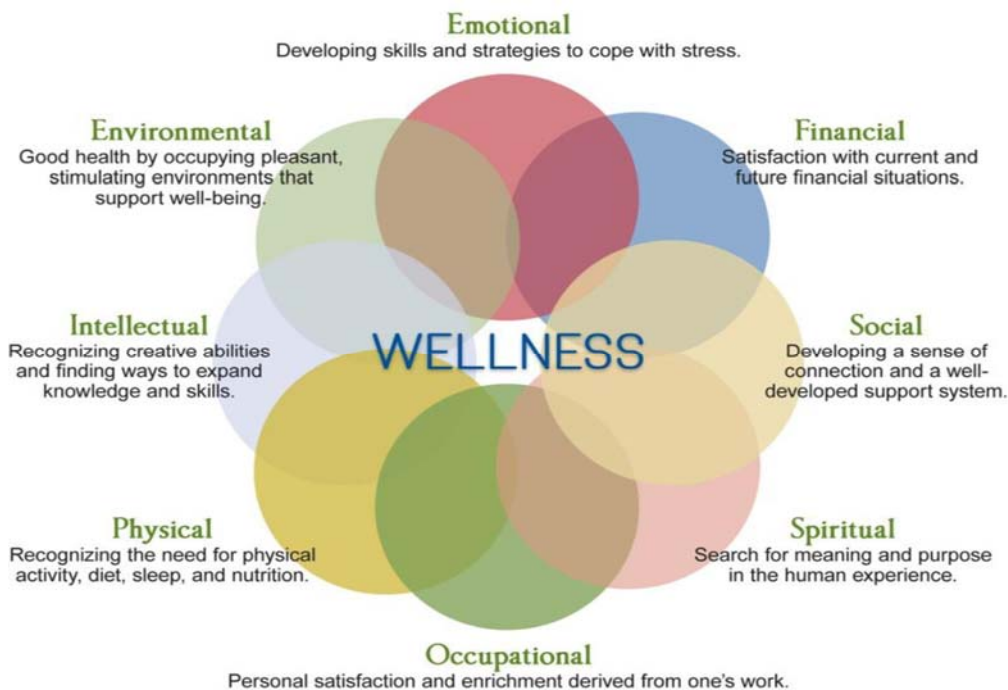 Emotional
Developing skills and strategies to cope with stress.
Environmental
Good health by occupying pleasant,
stimulating environments that
support well-being.
Financial
Satisfaction with current and
future financial situations.
Intellectual
Recognizing creative abilities
and finding ways to expand
knowledge and skills.
WELLNESS
Social
Developing a sense of
connection and a well-
developed support system.
Physical
Recognizing the need for physical
activity, diet, sleep, and nutrition.
Spiritual
Search for meaning and purpose
in the human experience.
Occupational
Personal satisfaction and enrichment derived from one's work.